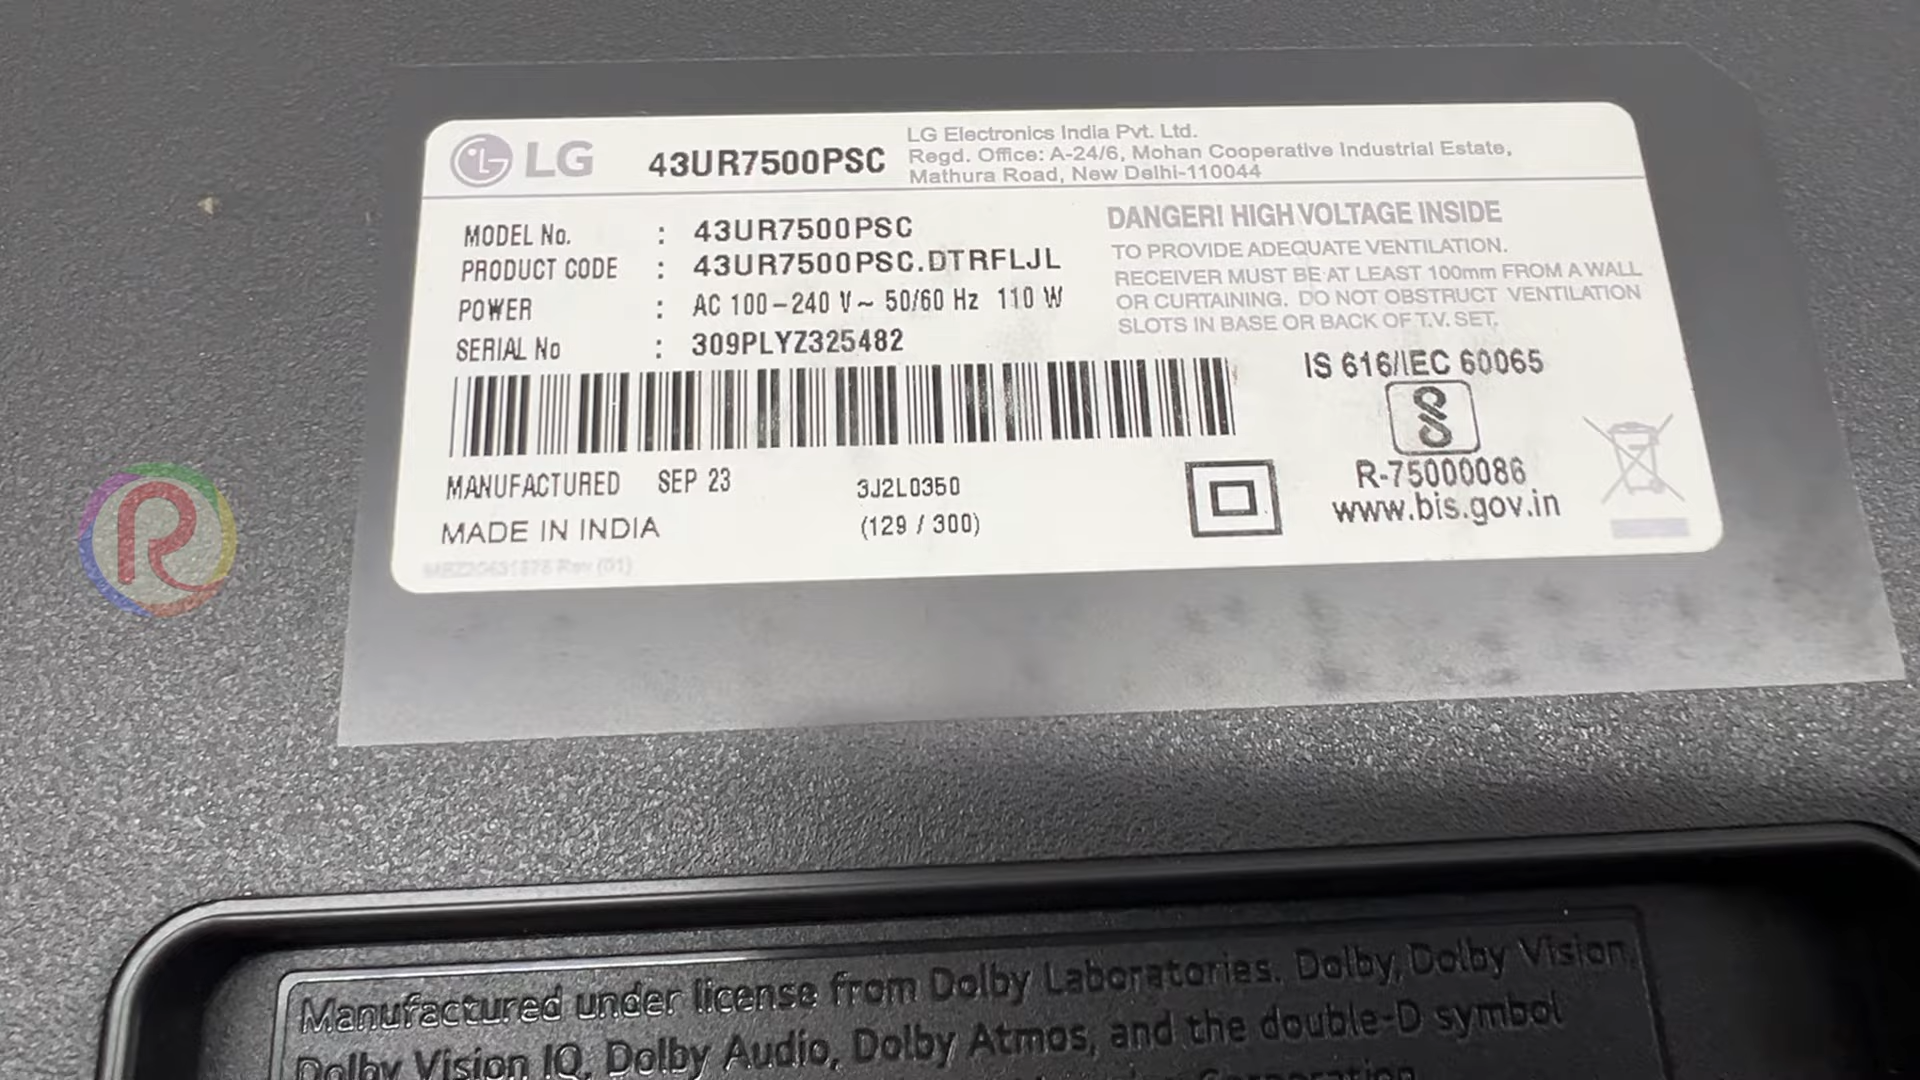 LG
43UR7500PSC
LG Electronics India Pvt. Ltd.
Regd. Office: A-24/6, Mohan Cooperative Industrial Estate,
Mathura Road, New Delhi-110044
MODEL No. : 43UR7500PSC
PRODUCT CODE : 43UR7500PSC.DTRFLJL
POWER : AC 100-240 V~ 50/60 Hz 110 W
SERIAL No : 309PLYZ325482
DANGER! HIGH VOLTAGE INSIDE
TO PROVIDE ADEQUATE VENTILATION.
RECEIVER MUST BE AT LEAST 100mm FROM A WALL
OR CURTAINING. DO NOT OBSTRUCT VENTILATION
SLOTS IN BASE OR BACK OF T.V. SET.
IS 616/IEC 60065
R-75000086
www.bis.gov.in
MANUFACTURED SEP 23 3J2L0350
MADE IN INDIA (129 / 300)
R
Manufactured under license from Dolby Laboratories. Dolby, Dolby Vision,
Dolby Vision IQ, Dolby Audio, Dolby Atmos, and the double-D symbol